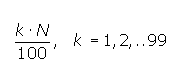 k·N/100, k = 1,2,..99